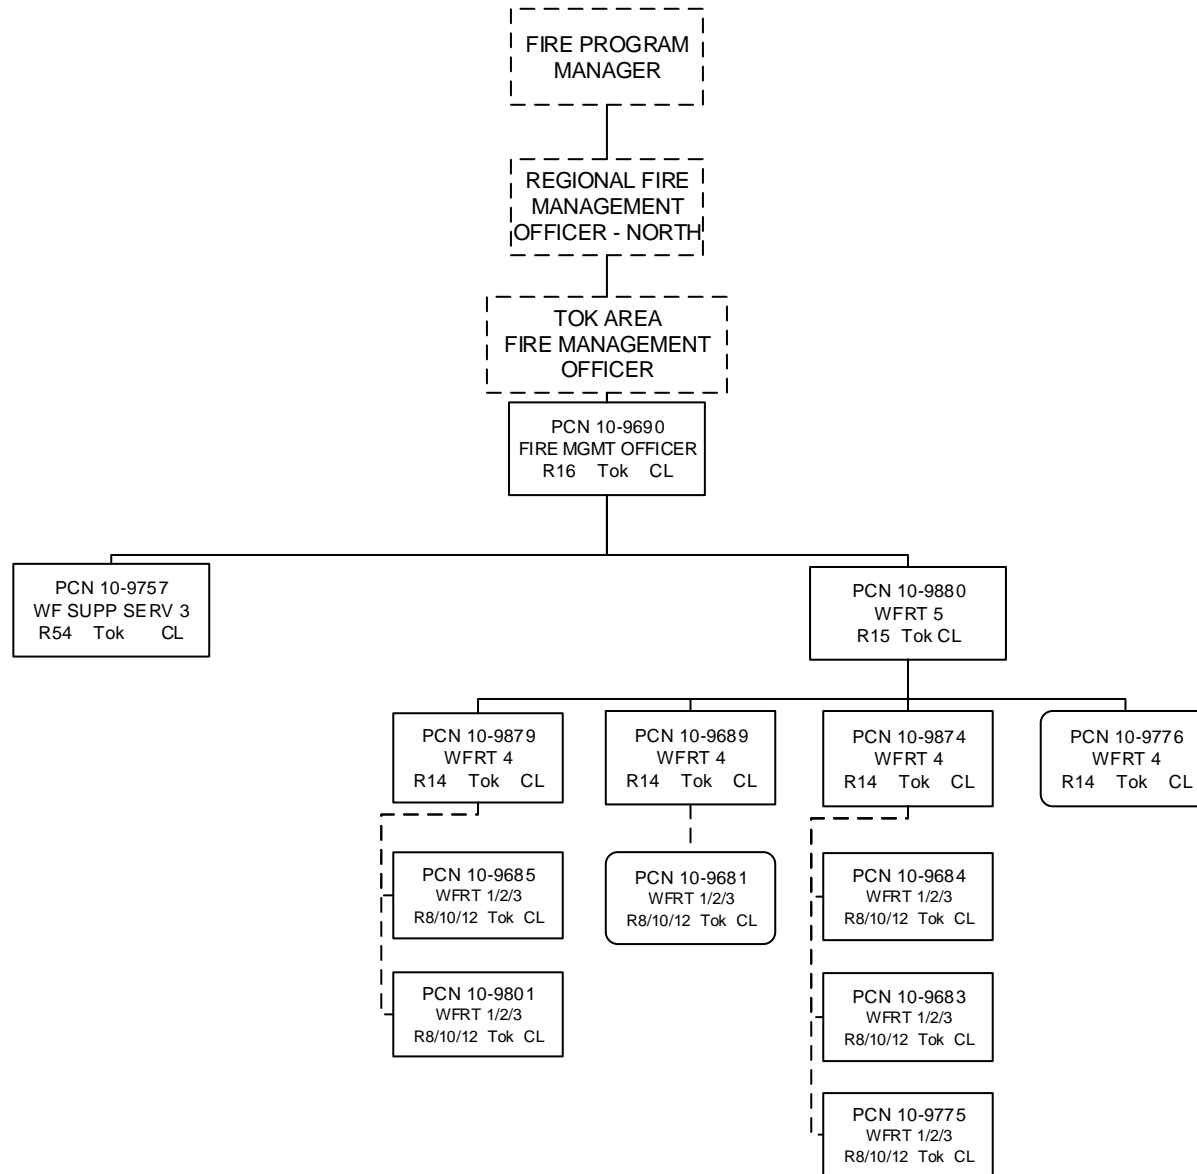 FIRE PROGRAM
MANAGER
REGIONAL FIRE
MANAGEMENT
OFFICER - NORTH
TOK AREA
FIRE MANAGEMENT
OFFICER
PCN 10-9690
FIRE MGMT OFFICER
R16 Tok CL
PCN 10-9757
WF SUPP SERV 3
R54 Tok CL
PCN 10-9880
WFRT 5
R15 Tok CL
PCN 10-9879
WFRT 4
R14 Tok CL
PCN 10-9689
WFRT 4
R14 Tok CL
PCN 10-9874
WFRT 4
R14 Tok CL
PCN 10-9776
WFRT 4
R14 Tok CL
PCN 10-9685
WFRT 1/2/3
R8/10/12 Tok CL
PCN 10-9681
WFRT 1/2/3
R8/10/12 Tok CL
PCN 10-9684
WFRT 1/2/3
R8/10/12 Tok CL
PCN 10-9801
WFRT 1/2/3
R8/10/12 Tok CL
PCN 10-9683
WFRT 1/2/3
R8/10/12 Tok CL
PCN 10-9775
WFRT 1/2/3
R8/10/12 Tok CL